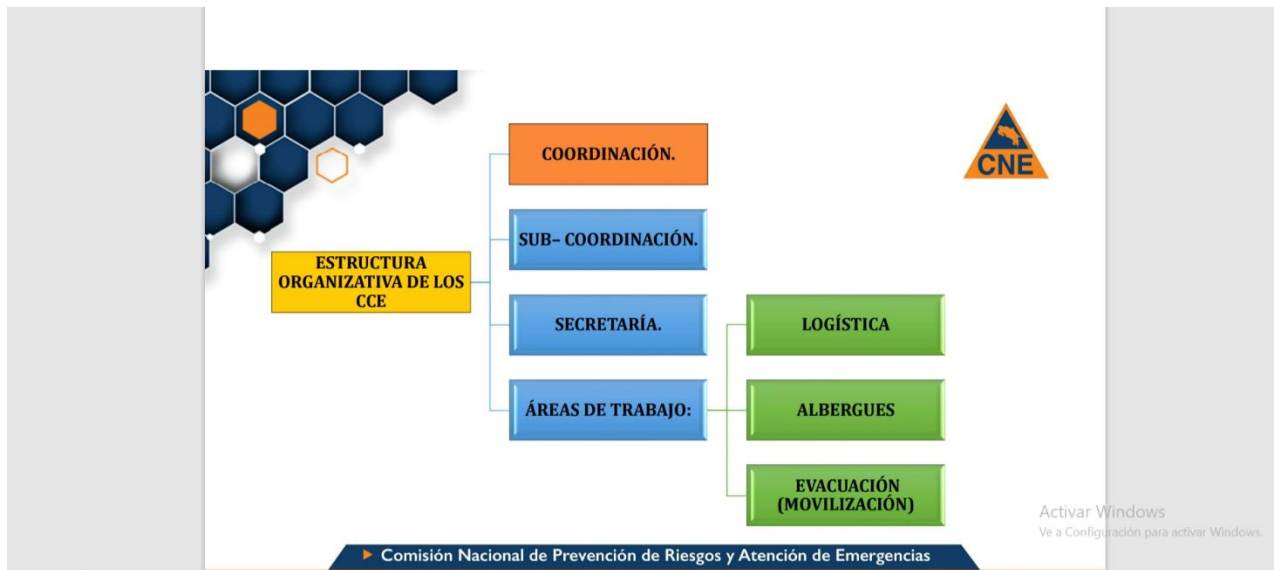 COORDINACIÓN.
CNE
SUB– COORDINACIÓN.
ESTRUCTURA
ORGANIZATIVA DE LOS
CCE
SECRETARÍA.
LOGÍSTICA
ÁREAS DE TRABAJO:
ALBERGUES
EVACUACIÓN
(MOVILIZACIÓN)
Activar Windows
Ve a Configuración para activar Windows.
Comisión Nacional de Prevención de Riesgos y Atención de Emergencias